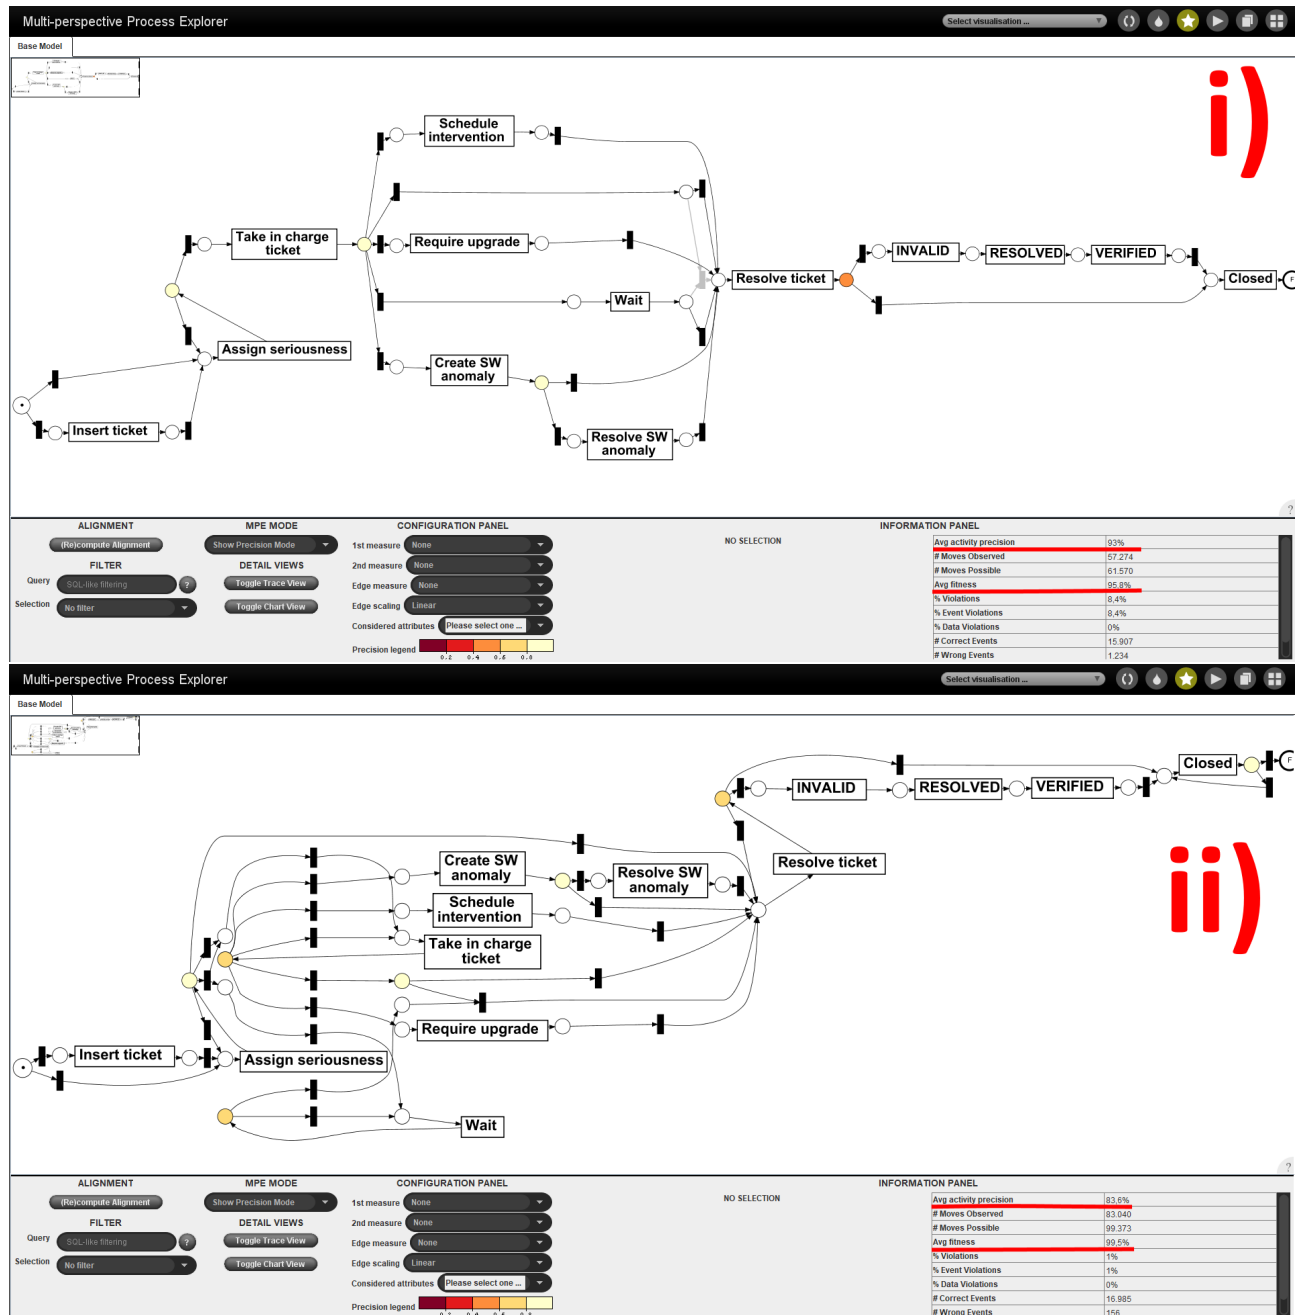 Multi-perspective Process Explorer
Select visualisation ...
Base Model
i)
Schedule
intervention
Take in charge
ticket
Require upgrade
INVALID
RESOLVED
VERIFIED
Resolve ticket
Closed
F
Wait
Assign seriousness
Create SW
anomaly
Insert ticket
Resolve SW
anomaly
?
ALIGNMENT
(Re)compute Alignment
FILTER
Query
SQL-like filtering
?
Selection
No filter
MPE MODE
Show Precision Mode
DETAIL VIEWS
Toggle Trace View
Toggle Chart View
CONFIGURATION PANEL
1st measure
None
2nd measure
None
Edge measure
None
Edge scaling
Linear
Considered attributes
Please select one ...
Precision legend
0.2 0.4 0.6 0.8
NO SELECTION
INFORMATION PANEL
Avg activity precision 93%
# Moves Observed 57.274
# Moves Possible 61.570
Avg fitness 95,8%
% Violations 8,4%
% Event Violations 8,4%
% Data Violations 0%
# Correct Events 15.907
# Wrong Events 1.234
Multi-perspective Process Explorer
Select visualisation ...
Base Model
ii)
Closed
F
INVALID
RESOLVED
VERIFIED
Create SW
anomaly
Resolve SW
anomaly
Resolve ticket
Schedule
intervention
Take in charge
ticket
Require upgrade
Insert ticket
Assign seriousness
Wait
?
ALIGNMENT
(Re)compute Alignment
FILTER
Query
SQL-like filtering
?
Selection
No filter
MPE MODE
Show Precision Mode
DETAIL VIEWS
Toggle Trace View
Toggle Chart View
CONFIGURATION PANEL
1st measure
None
2nd measure
None
Edge measure
None
Edge scaling
Linear
Considered attributes
Please select one ...
Precision legend
0.2 0.4 0.6 0.8
NO SELECTION
INFORMATION PANEL
Avg activity precision 83,6%
# Moves Observed 83.040
# Moves Possible 99.373
Avg fitness 99,5%
% Violations 1%
% Event Violations 1%
% Data Violations 0%
# Correct Events 16.985
# Wrong Events 156